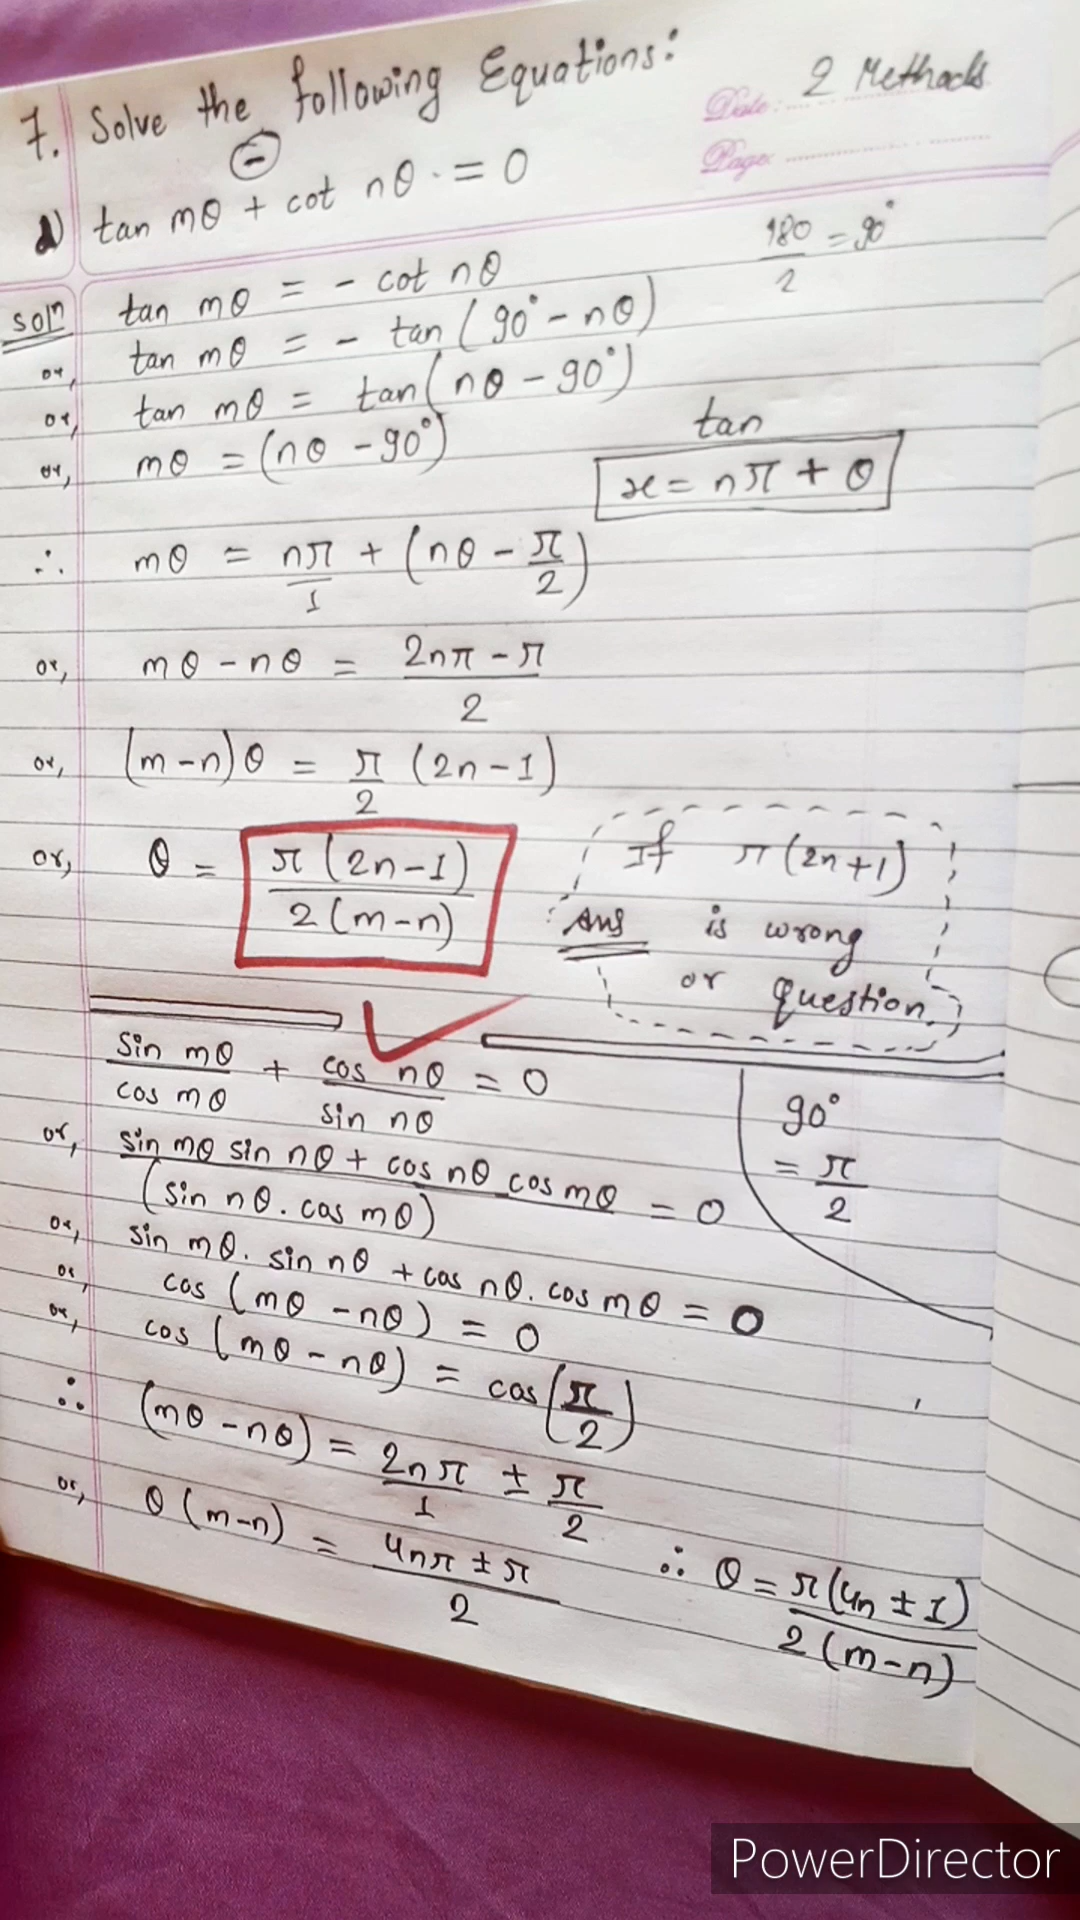 7. Solve the following Equations:
2 Methods
Date:
Page:
(-)
a) tan mθ + cot nθ . = 0
180/2 = 90°
solⁿ tan mθ = - cot nθ
or, tan mθ = - tan (90° - nθ)
or, tan mθ = tan (nθ - 90°)
or, mθ = (nθ - 90°)
tan
x = nπ + θ
∴ mθ = nπ/1 + (nθ - π/2)
or, mθ - nθ = (2nπ - π)/2
or, (m-n)θ = π/2 (2n-1)
or, θ = π(2n-1)/2(m-n)
If π(2n+1)
Ans is wrong
or question.
sin mθ/cos mθ + cos nθ/sin nθ = 0
90°
= π/2
or, sin mθ sin nθ + cos nθ cos mθ/(sin nθ . cos mθ) = 0
or, sin mθ. sin nθ + cos nθ. cos mθ = 0
or, cos (mθ - nθ) = 0
or, cos (mθ - nθ) = cos(π/2)
∴ (mθ - nθ) = 2nπ/1 ± π/2
or, θ(m-n) = (4nπ ± π)/2
∴ θ = π(4n ± 1)/2(m-n)
PowerDirector